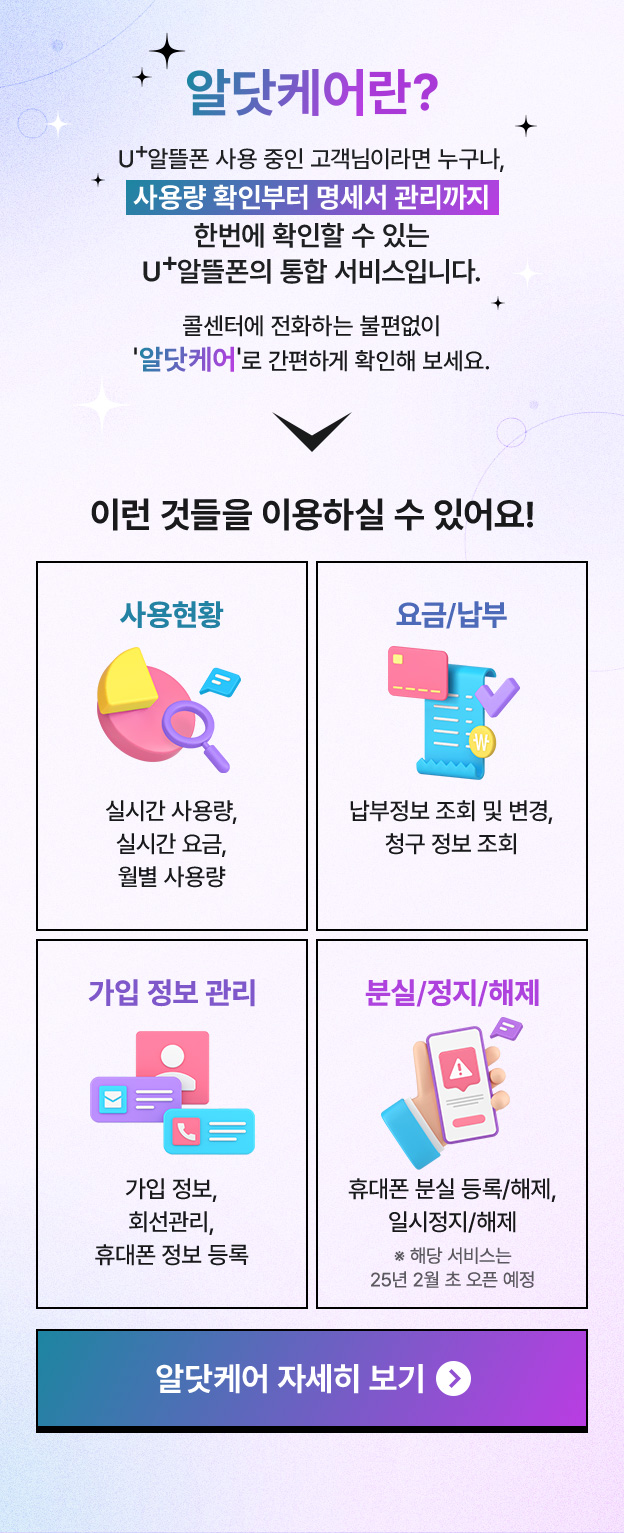 알닷케어란?
U⁺알뜰폰 사용 중인 고객님이라면 누구나,
사용량 확인부터 명세서 관리까지
한번에 확인할 수 있는
U⁺알뜰폰의 통합 서비스입니다.
콜센터에 전화하는 불편없이
'알닷케어'로 간편하게 확인해 보세요.
이런 것들을 이용하실 수 있어요!
사용현황
실시간 사용량,
실시간 요금,
월별 사용량
요금/납부
₩
납부정보 조회 및 변경,
청구 정보 조회
가입 정보 관리
가입 정보,
회선관리,
휴대폰 정보 등록
분실/정지/해제
휴대폰 분실 등록/해제,
일시정지/해제
※ 해당 서비스는
25년 2월 초 오픈 예정
알닷케어 자세히 보기